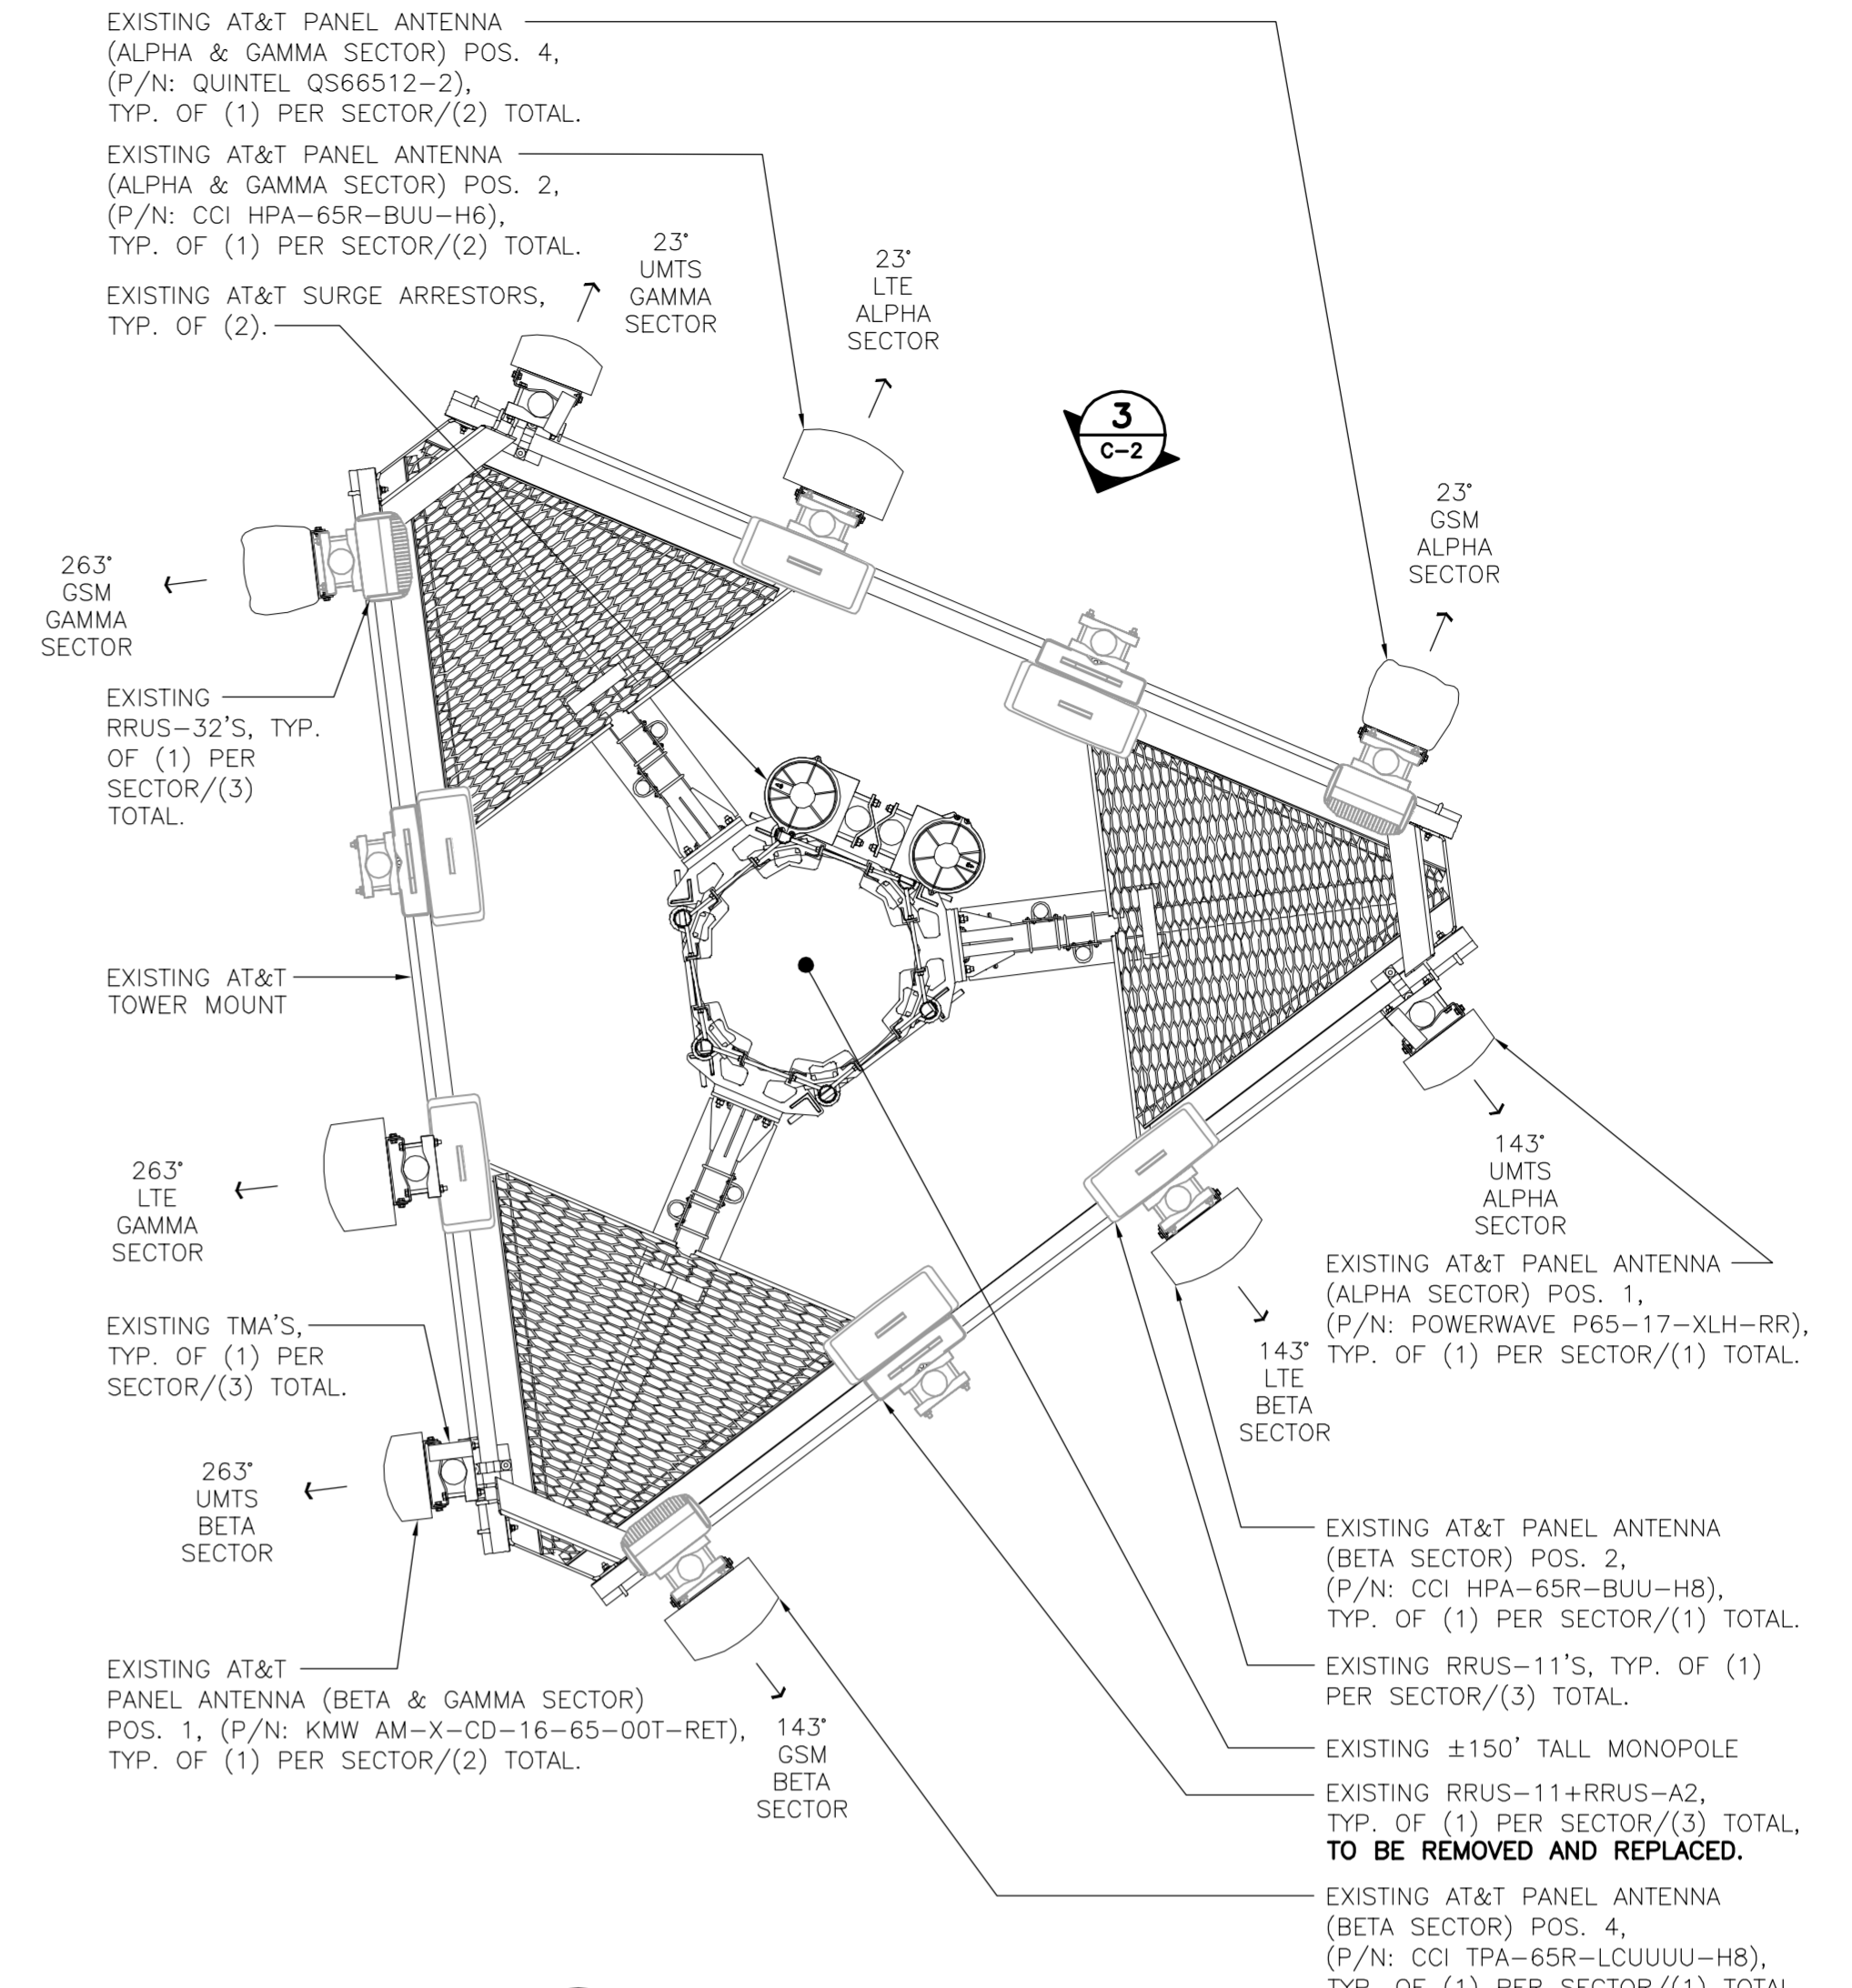 EXISTING AT&T PANEL ANTENNA
(ALPHA & GAMMA SECTOR) POS. 4,
(P/N: QUINTEL QS66512-2),
TYP. OF (1) PER SECTOR/(2) TOTAL.
EXISTING AT&T PANEL ANTENNA
(ALPHA & GAMMA SECTOR) POS. 2,
(P/N: CCI HPA-65R-BUU-H6),
TYP. OF (1) PER SECTOR/(2) TOTAL.
EXISTING AT&T SURGE ARRESTORS,
TYP. OF (2).
23°
UMTS
GAMMA
SECTOR
23°
LTE
ALPHA
SECTOR
3
C-2
23°
GSM
ALPHA
SECTOR
263°
GSM
GAMMA
SECTOR
EXISTING
RRUS-32'S, TYP.
OF (1) PER
SECTOR/(3)
TOTAL.
EXISTING AT&T
TOWER MOUNT
263°
LTE
GAMMA
SECTOR
143°
UMTS
ALPHA
SECTOR
EXISTING AT&T PANEL ANTENNA
(ALPHA SECTOR) POS. 1,
(P/N: POWERWAVE P65-17-XLH-RR),
TYP. OF (1) PER SECTOR/(1) TOTAL.
EXISTING TMA'S,
TYP. OF (1) PER
SECTOR/(3) TOTAL.
143°
LTE
BETA
SECTOR
263°
UMTS
BETA
SECTOR
EXISTING AT&T PANEL ANTENNA
(BETA SECTOR) POS. 2,
(P/N: CCI HPA-65R-BUU-H8),
TYP. OF (1) PER SECTOR/(1) TOTAL.
EXISTING AT&T
PANEL ANTENNA (BETA & GAMMA SECTOR)
POS. 1, (P/N: KMW AM-X-CD-16-65-00T-RET),
TYP. OF (1) PER SECTOR/(2) TOTAL.
143°
GSM
BETA
SECTOR
EXISTING RRUS-11'S, TYP. OF (1)
PER SECTOR/(3) TOTAL.
EXISTING ±150' TALL MONOPOLE
EXISTING RRUS-11+RRUS-A2,
TYP. OF (1) PER SECTOR/(3) TOTAL,
TO BE REMOVED AND REPLACED.
EXISTING AT&T PANEL ANTENNA
(BETA SECTOR) POS. 4,
(P/N: CCI TPA-65R-LCUUUU-H8),
TYP. OF (1) PER SECTOR/(1) TOTAL